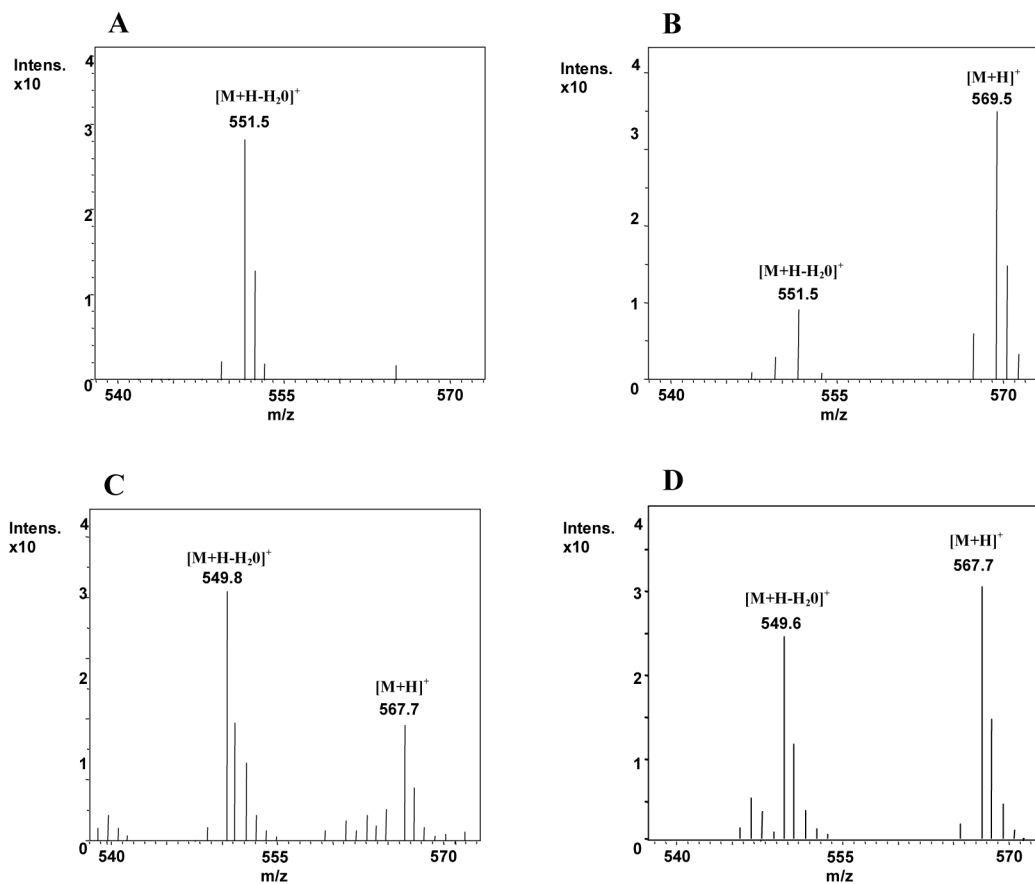 A
Intens.
x10
4
3
2
1
0
[M+H-H₂0]⁺
551.5
540
555
570
m/z
B
Intens.
x10
4
3
2
1
0
[M+H-H₂0]⁺
551.5
[M+H]⁺
569.5
540
555
570
m/z
C
Intens.
x10
4
3
2
1
0
[M+H-H₂0]⁺
549.8
[M+H]⁺
567.7
540
555
570
m/z
D
Intens.
x10
4
3
2
1
0
[M+H-H₂0]⁺
549.6
[M+H]⁺
567.7
540
555
570
m/z